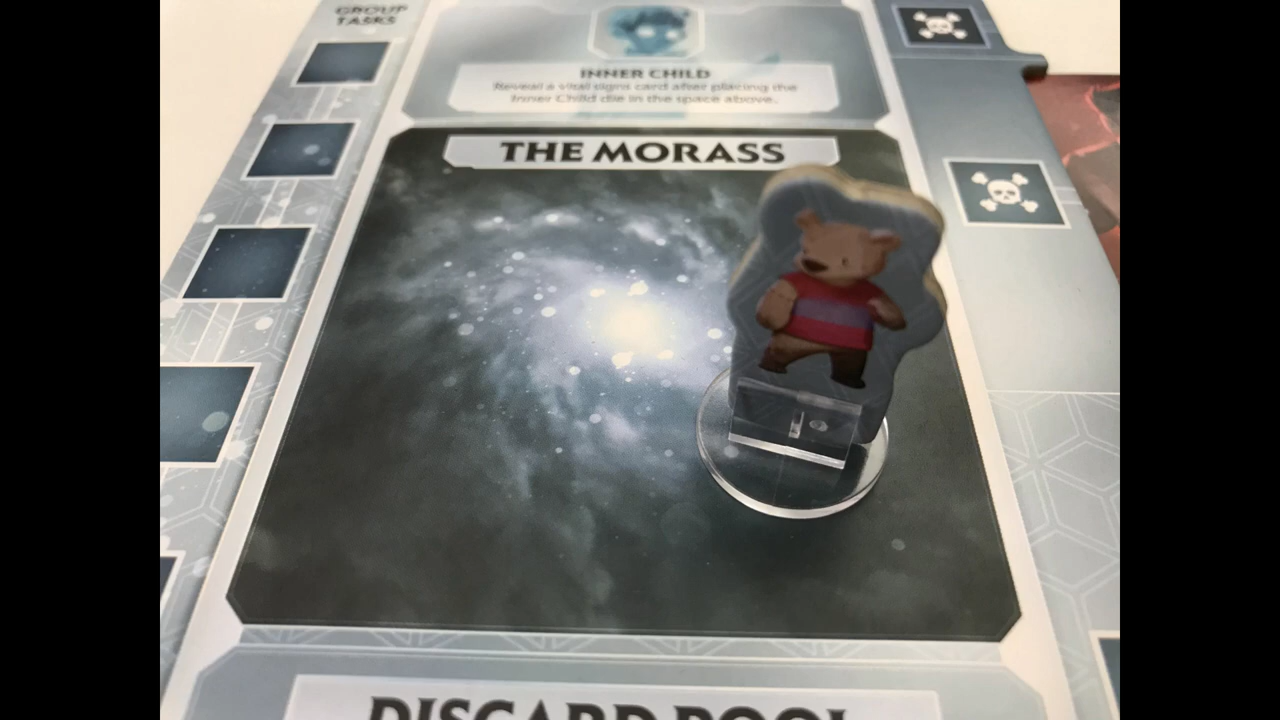 GROUP
TASKS
INNER CHILD
Reveal a vital signs card after placing the
Inner Child die in the space above.
THE MORASS
DISCARD POOL